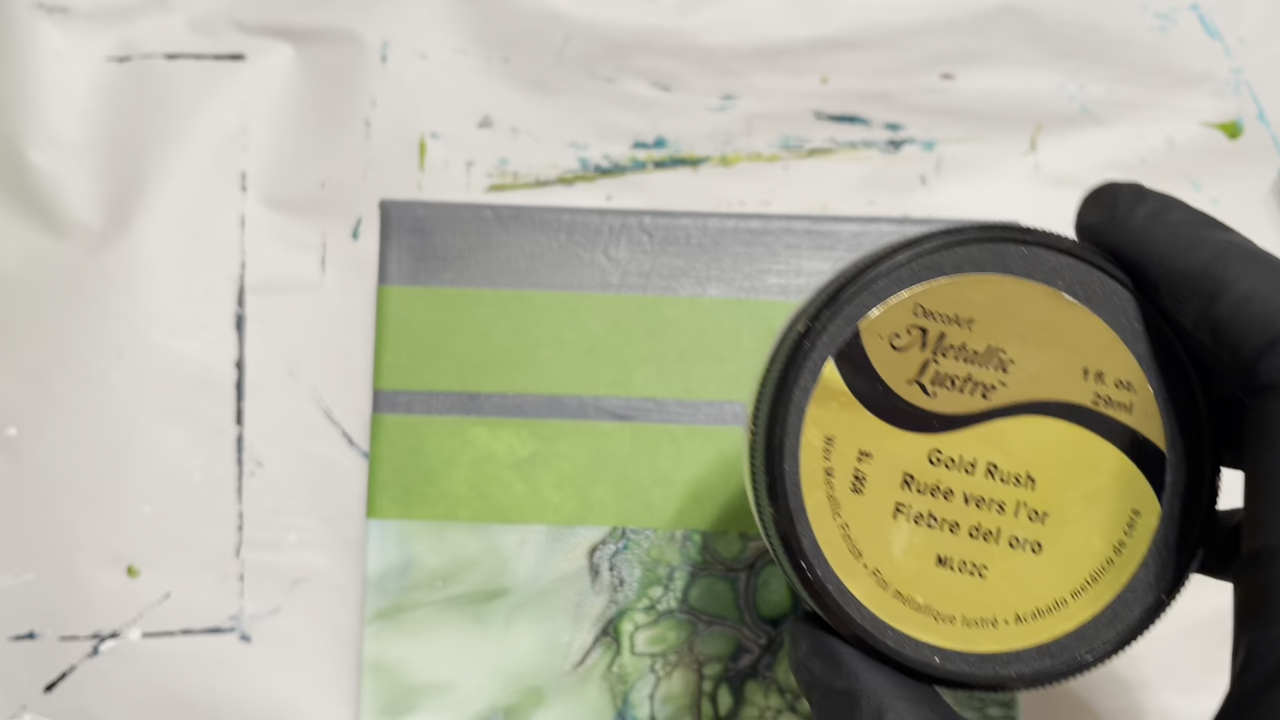 DecoArt
Metallic
Lustre™
1 fl. oz.
29ml
Gold Rush
Ruée vers l'or
Fiebre del oro
ML02C
Wax Metallic Finish • Fini métallique lustré • Acabado metálico de cera